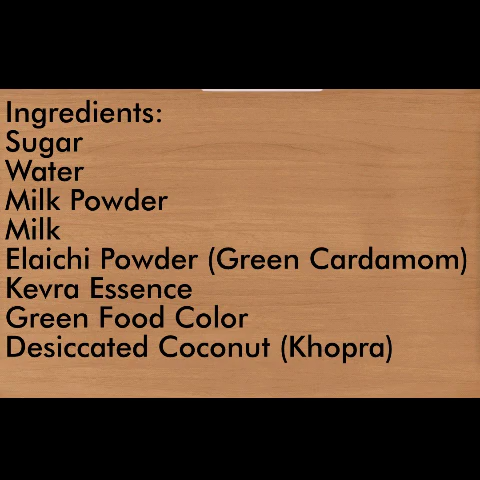 Ingredients:
Sugar
Water
Milk Powder
Milk
Elaichi Powder (Green Cardamom)
Kevra Essence
Green Food Color
Desiccated Coconut (Khopra)